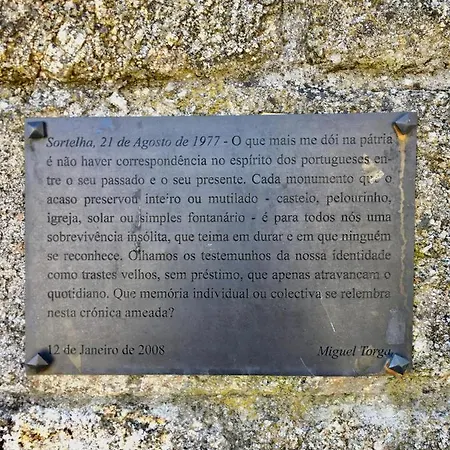 Sortelha, 21 de Agosto de 1977 - O que mais me dói na pátria
é não haver correspondência no espírito dos portugueses en-
tre o seu passado e o seu presente. Cada monumento que o
acaso preservou inteiro ou mutilado - castelo, pelourinho,
igreja, solar ou simples fontanário - é para todos nós uma
sobrevivência insólita, que teima em durar e em que ninguém
se reconhece. Olhamos os testemunhos da nossa identidade
como trastes velhos, sem préstimo, que apenas atravancam o
quotidiano. Que memória individual ou colectiva se relembra
nesta crónica ameada?
12 de Janeiro de 2008 Miguel Torga